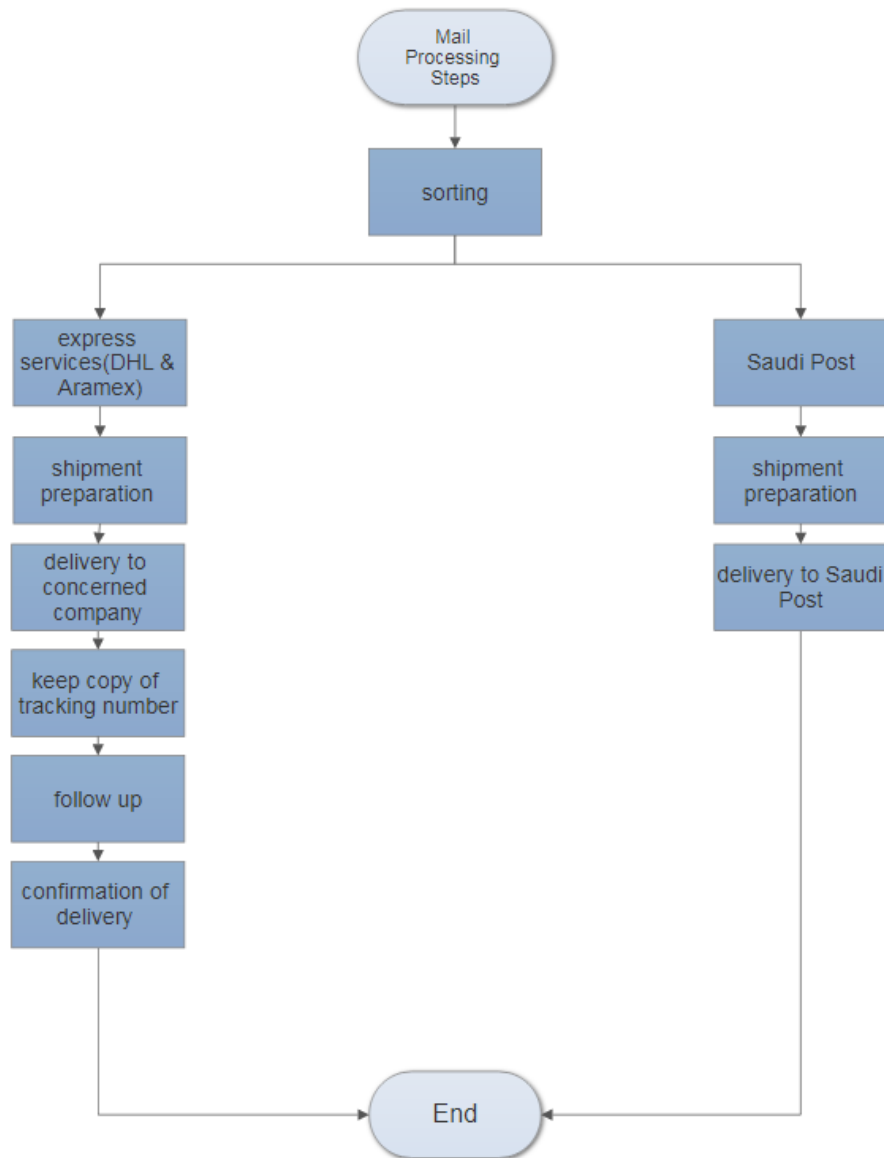 Mail
Processing
Steps
sorting
express
services(DHL &
Aramex)
shipment
preparation
delivery to
concerned
company
keep copy of
tracking number
follow up
confirmation of
delivery
Saudi Post
shipment
preparation
delivery to Saudi
Post
End